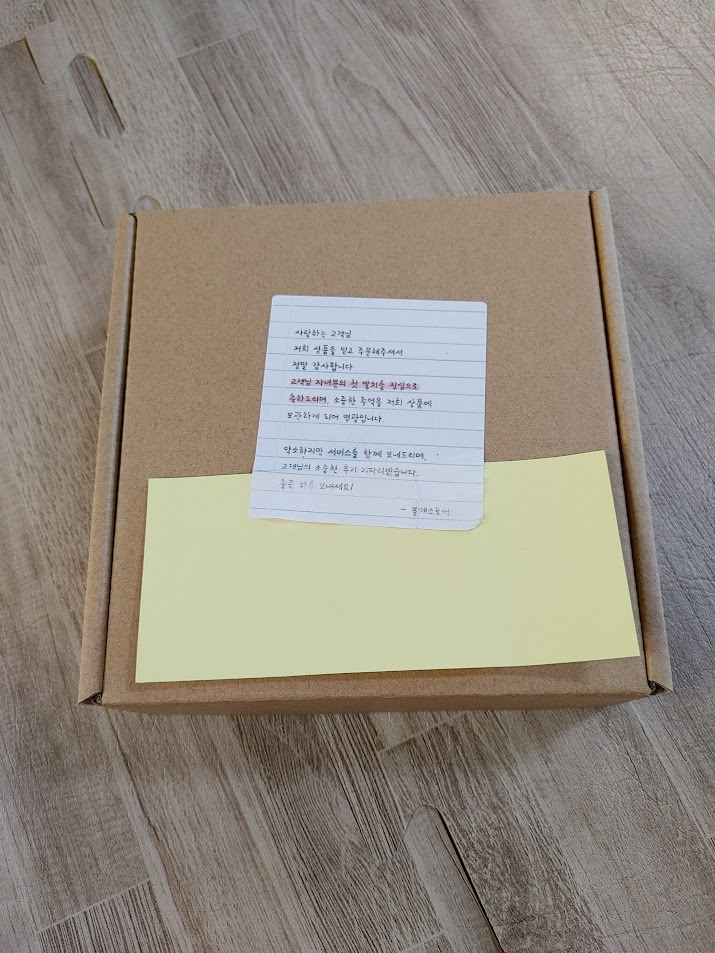 사랑하는 고객님
저희 상품을 믿고 주문해주셔서
정말 감사합니다
고객님 자녀분의 첫 발치를 진심으로
축하드리며, 소중한 추억을 저희 상품에
보관하게 되어 영광입니다.
약소하지만 서비스를 함께 보내드리며,
고객님의 소중한 후기 기다리겠습니다.
좋은 하루 보내세요!